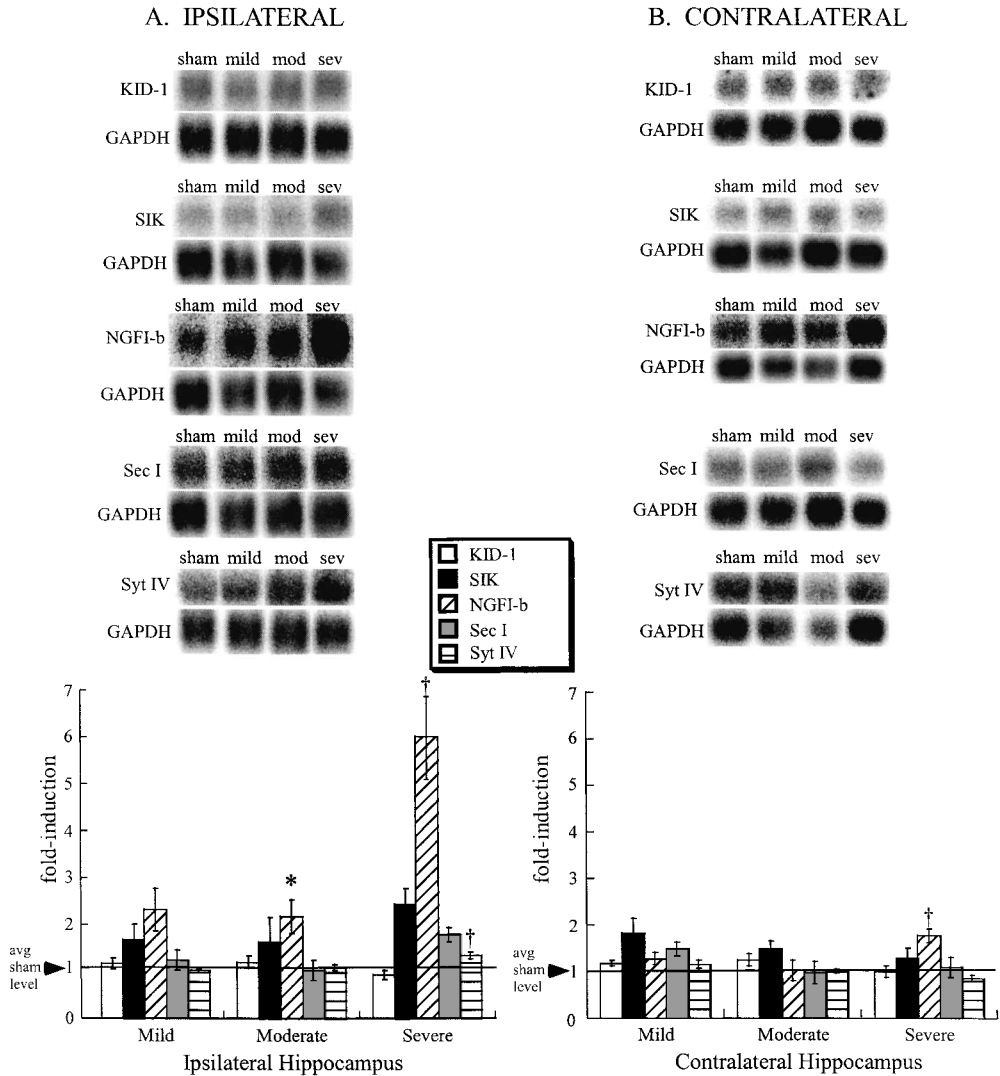 A. IPSILATERAL
sham mild mod sev
KID-1
GAPDH
sham mild mod sev
SIK
GAPDH
sham mild mod sev
NGFI-b
GAPDH
sham mild mod sev
Sec I
GAPDH
sham mild mod sev
Syt IV
GAPDH
B. CONTRALATERAL
sham mild mod sev
KID-1
GAPDH
sham mild mod sev
SIK
GAPDH
sham mild mod sev
NGFI-b
GAPDH
sham mild mod sev
Sec I
GAPDH
sham mild mod sev
Syt IV
GAPDH
KID-1
SIK
NGFI-b
Sec I
Syt IV
fold-induction
7
6
5
4
3
2
1
0
avg
sham
level
*
†
†
Mild Moderate Severe
Ipsilateral Hippocampus
fold-induction
7
6
5
4
3
2
1
0
avg
sham
level
†
Mild Moderate Severe
Contralateral Hippocampus